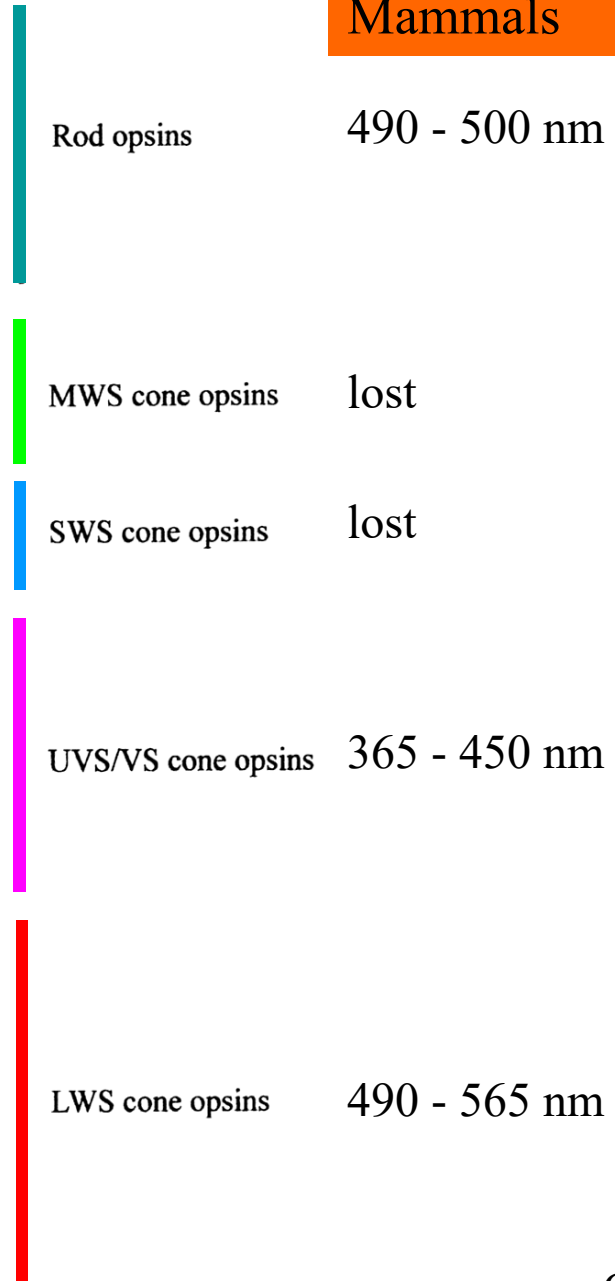 Mammals
Rod opsins 490 - 500 nm
MWS cone opsins lost
SWS cone opsins lost
UVS/VS cone opsins 365 - 450 nm
LWS cone opsins 490 - 565 nm